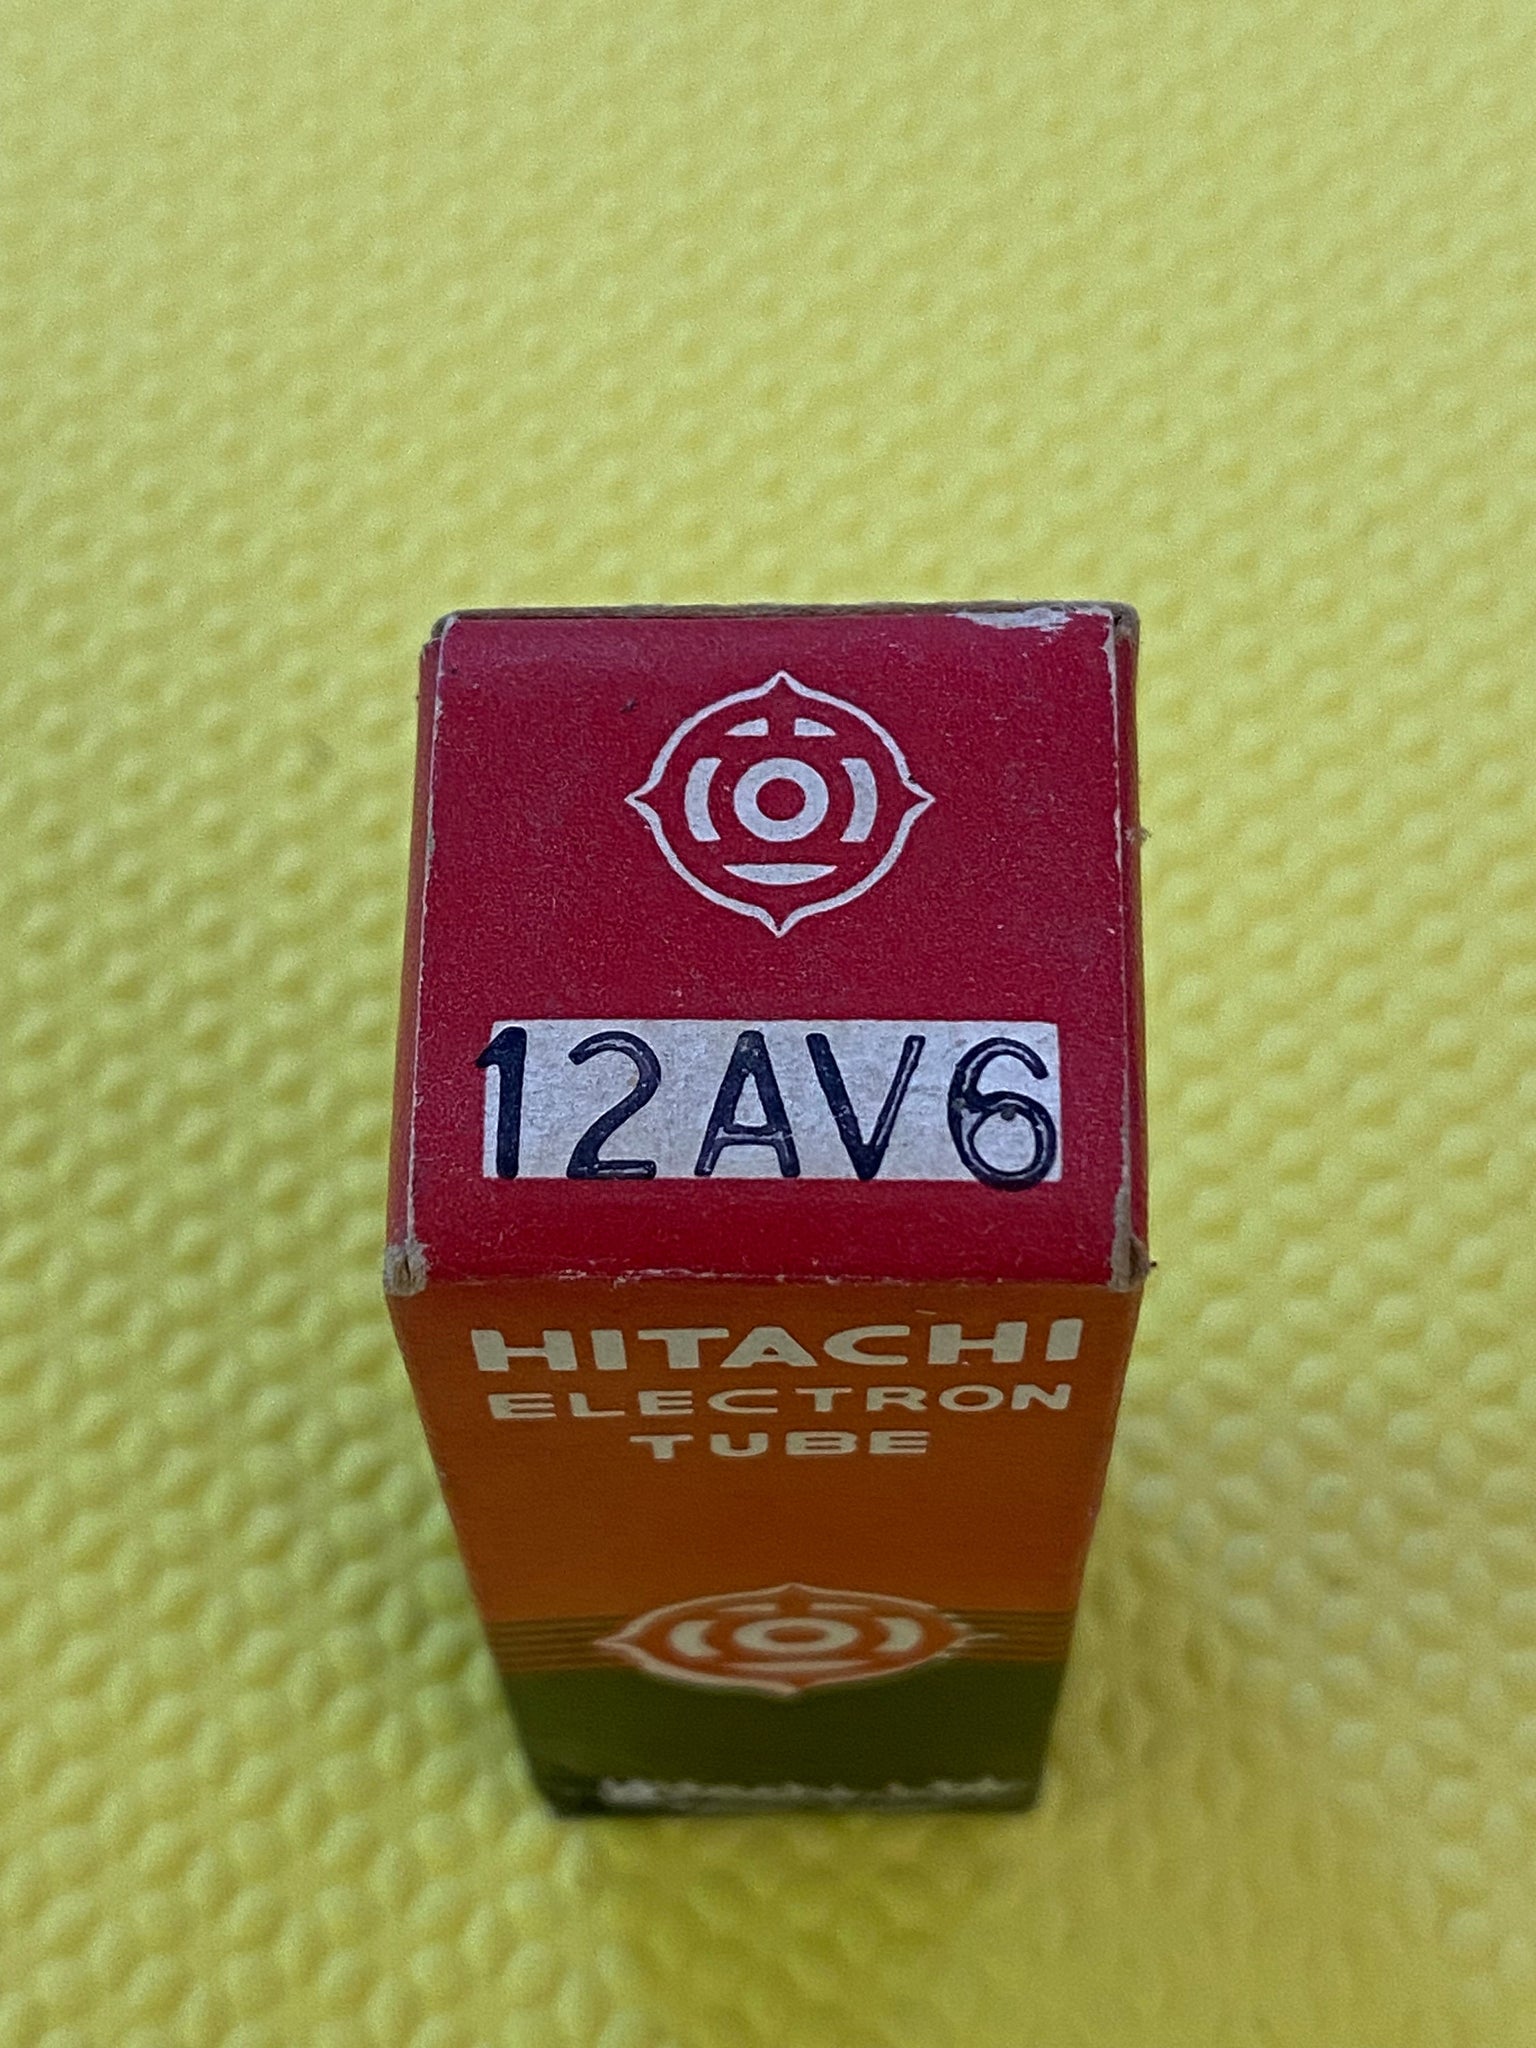 12AV6
HITACHI
ELECTRON
TUBE